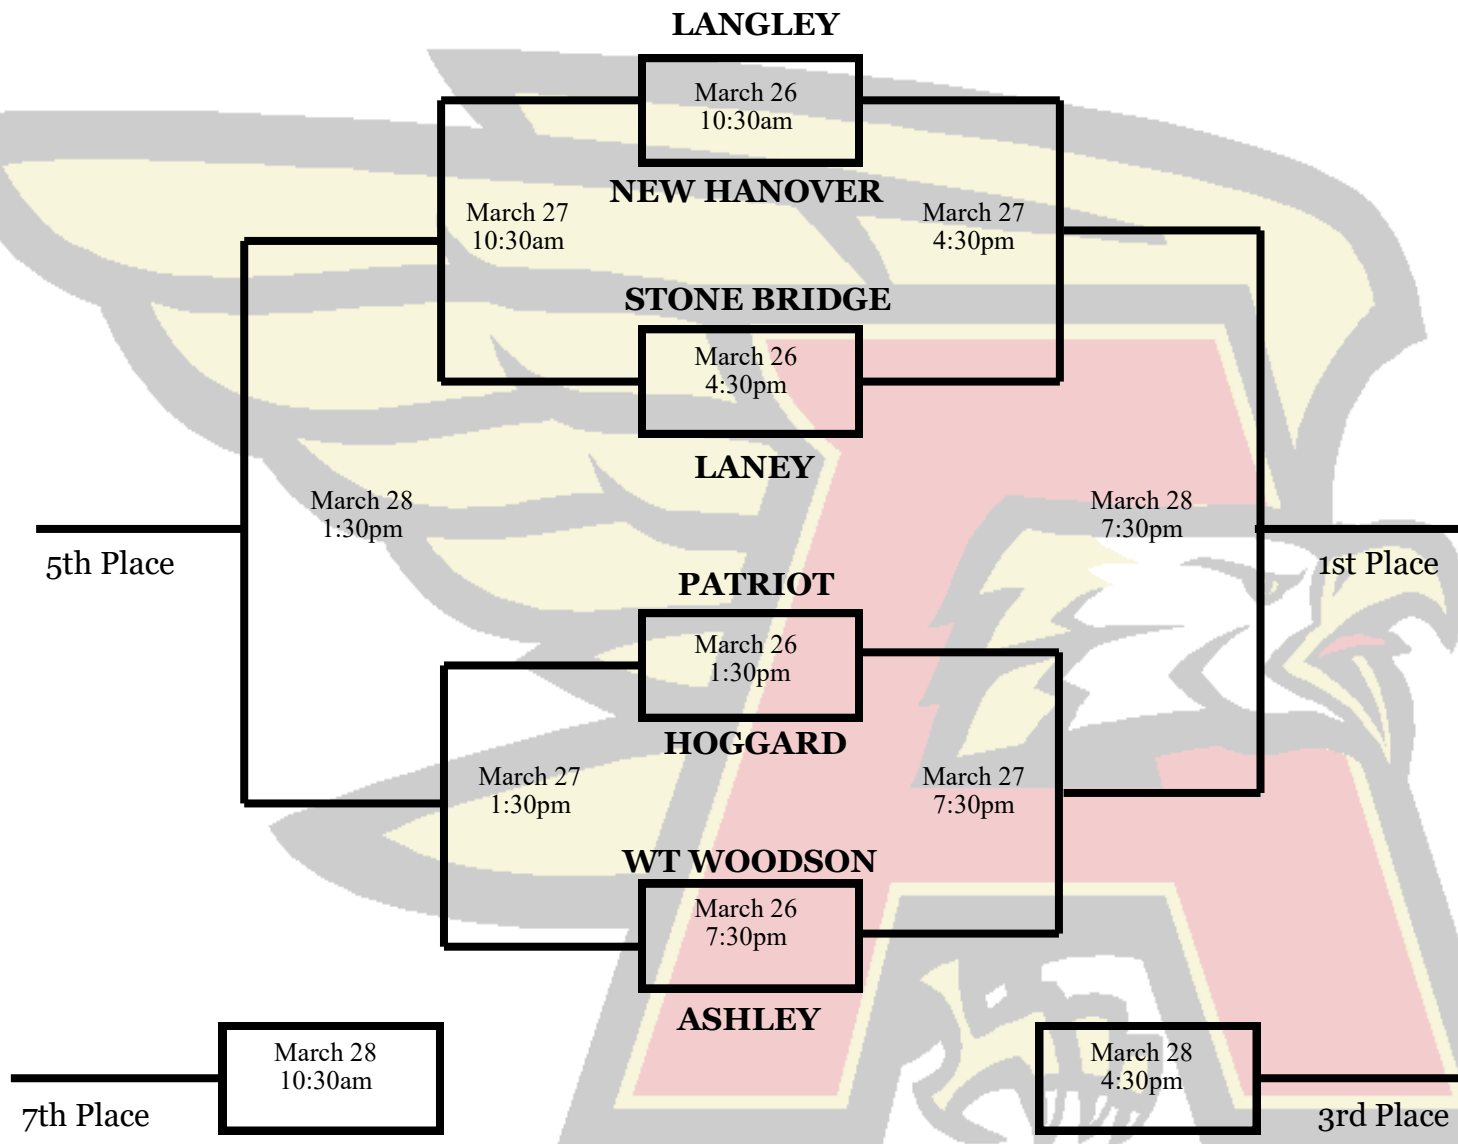 LANGLEY
March 26
10:30am
NEW HANOVER
March 27
10:30am
March 27
4:30pm
STONE BRIDGE
March 26
4:30pm
LANEY
March 28
1:30pm
March 28
7:30pm
5th Place
1st Place
PATRIOT
March 26
1:30pm
HOGGARD
March 27
1:30pm
March 27
7:30pm
WT WOODSON
March 26
7:30pm
ASHLEY
March 28
10:30am
March 28
4:30pm
7th Place
3rd Place